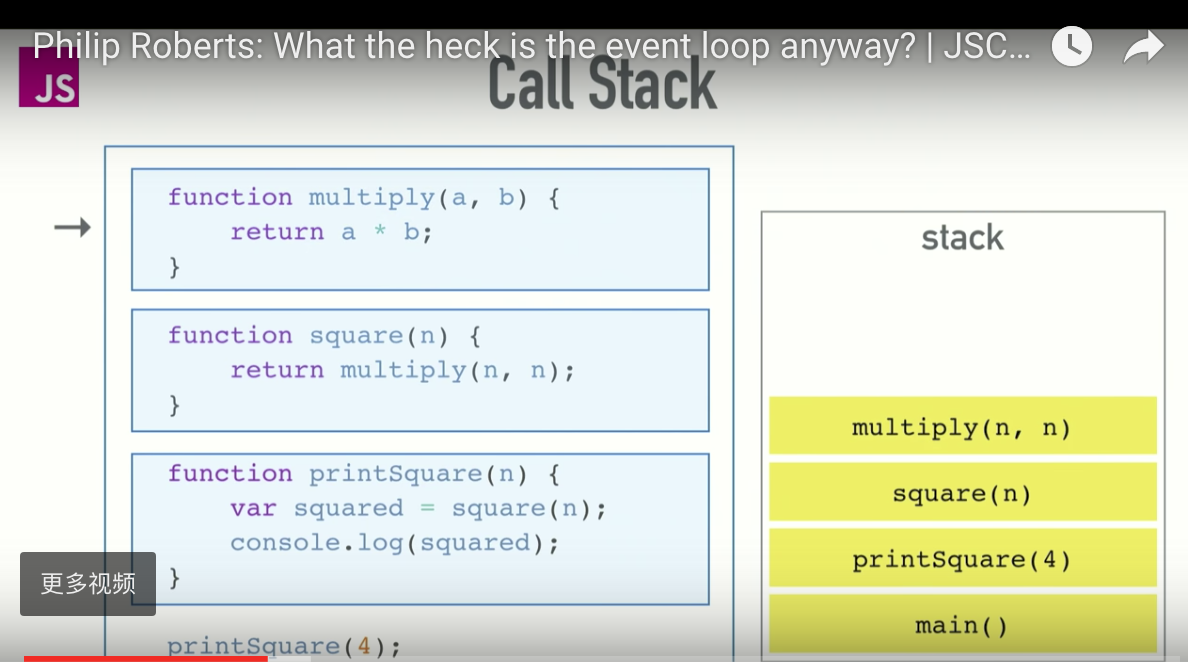 Philip Roberts: What the heck is the event loop anyway? | JSC...
JS
Call Stack
function multiply(a, b) {
    return a * b;
}
function square(n) {
    return multiply(n, n);
}
function printSquare(n) {
    var squared = square(n);
    console.log(squared);
}
printSquare(4);
stack
multiply(n, n)
square(n)
printSquare(4)
main()
更多视频